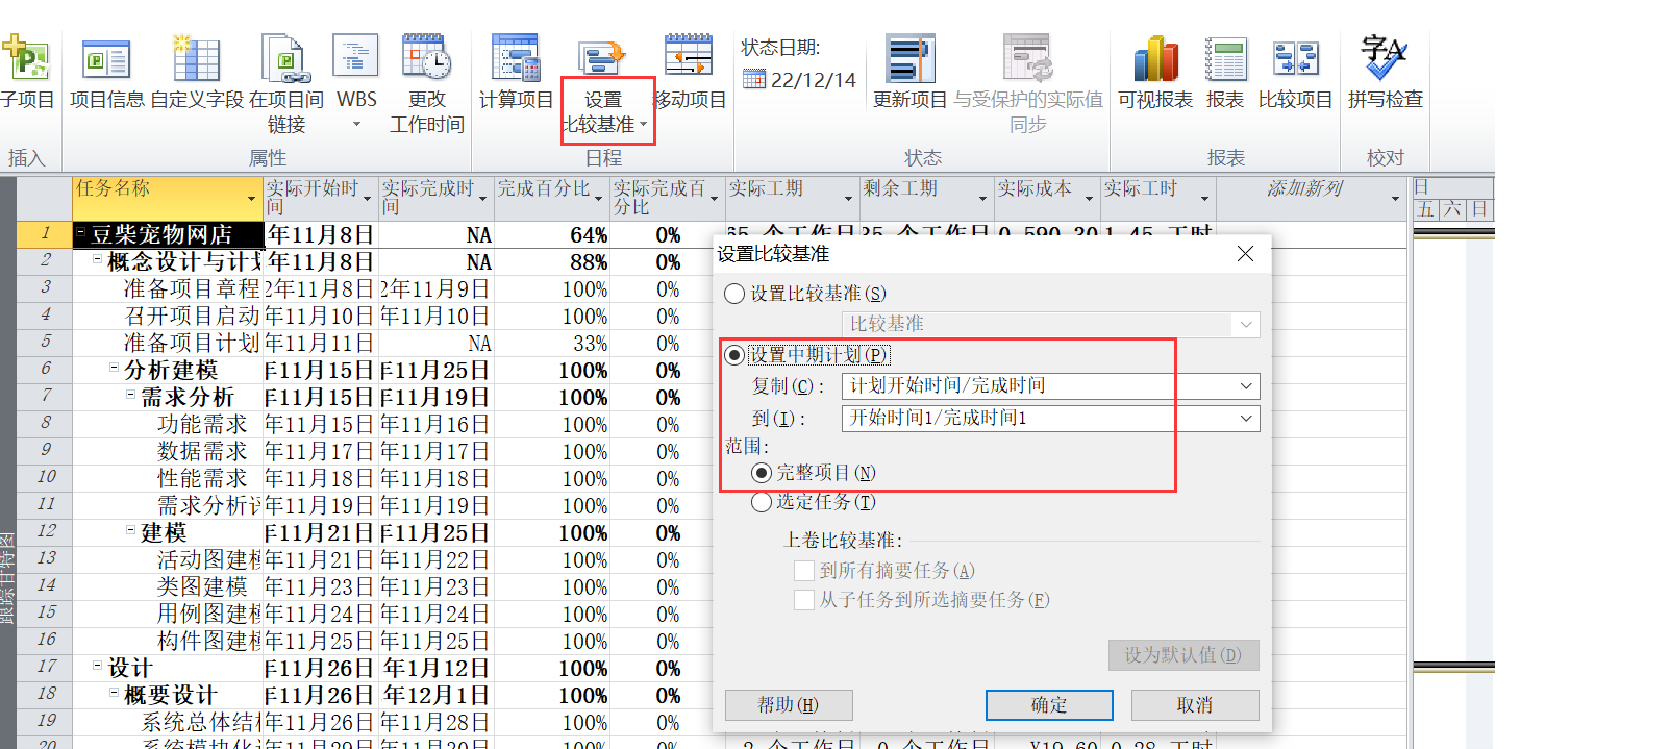 状态日期:
22/12/14
子项目
项目信息
自定义字段
在项目间
链接
WBS
更改
工作时间
计算项目
设置
比较基准
移动项目
更新项目
与受保护的实际值
同步
可视报表
报表
比较项目
字A
拼写检查
插入
属性
日程
状态
报表
校对
任务名称
实际开始时间
实际完成时间
完成百分比
实际完成百分比
实际工期
剩余工期
实际成本
实际工时
添加新列
日
五 六 日
1 豆柴宠物网店 年11月8日 NA 64% 0%
2 概念设计与计划 年11月8日 NA 88% 0%
3 准备项目章程 2年11月8日 2年11月9日 100% 0%
4 召开项目启动 年11月10日 年11月10日 100% 0%
5 准备项目计划 年11月11日 NA 33% 0%
6 分析建模 年11月15日 年11月25日 100% 0%
7 需求分析 年11月15日 年11月19日 100% 0%
8 功能需求 年11月15日 年11月16日 100% 0%
9 数据需求 年11月17日 年11月17日 100% 0%
10 性能需求 年11月18日 年11月18日 100% 0%
11 需求分析评 年11月19日 年11月19日 100% 0%
12 建模 年11月21日 年11月25日 100% 0%
13 活动图建模 年11月21日 年11月22日 100% 0%
14 类图建模 年11月23日 年11月23日 100% 0%
15 用例图建模 年11月24日 年11月24日 100% 0%
16 构件图建模 年11月25日 年11月25日 100% 0%
17 设计 年11月26日 年1月12日 100% 0%
18 概要设计 年11月26日 年12月1日 100% 0%
19 系统总体结构 年11月26日 年11月28日 100% 0%
20 系统模块化 年11月29日 年11月30日 100% 0%
2 个工作日 0 个工作日 ¥19.60 0.28 工时
跟踪甘特图
设置比较基准
设置比较基准(S)
比较基准
设置中期计划(P)
复制(C): 计划开始时间/完成时间
到(I): 开始时间1/完成时间1
范围:
完整项目(N)
选定任务(T)
上卷比较基准:
到所有摘要任务(A)
从子任务到所选摘要任务(F)
设为默认值(D)
帮助(H)
确定
取消